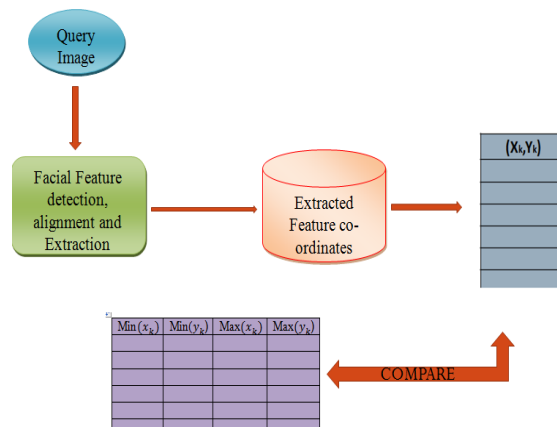 Query
Image
Facial Feature
detection,
alignment and
Extraction
Extracted
Feature co-
ordinates
(Xₖ,Yₖ)
Min(xₖ) Min(yₖ) Max(xₖ) Max(yₖ)
COMPARE